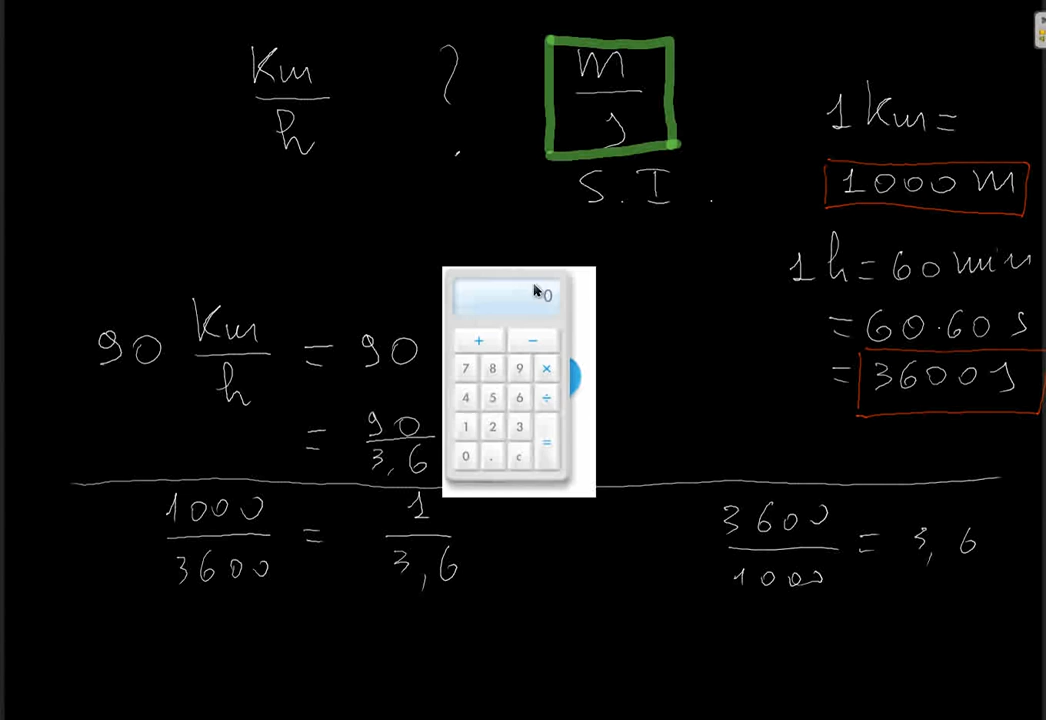 Km/h ? m/s
S.I.
1 Km =
1000 m
1 h = 60 min
= 60.60 s
= 3600 s
90 Km/h = 90
= 90/3,6
1000/3600 = 1/3,6
3600/1000 = 3,6
0
+ −
7 8 9 ×
4 5 6 ÷
1 2 3 =
0 . c